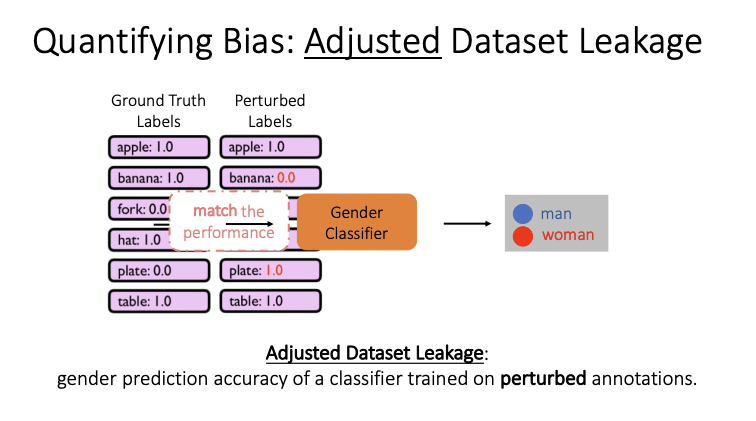 Quantifying Bias: Adjusted Dataset Leakage
Ground Truth
Labels
Perturbed
Labels
apple: 1.0
apple: 1.0
banana: 1.0
banana: 0.0
fork: 0.0
match the
performance
Gender
Classifier
man
woman
hat: 1.0
plate: 0.0
plate: 1.0
table: 1.0
table: 1.0
Adjusted Dataset Leakage:
gender prediction accuracy of a classifier trained on perturbed annotations.